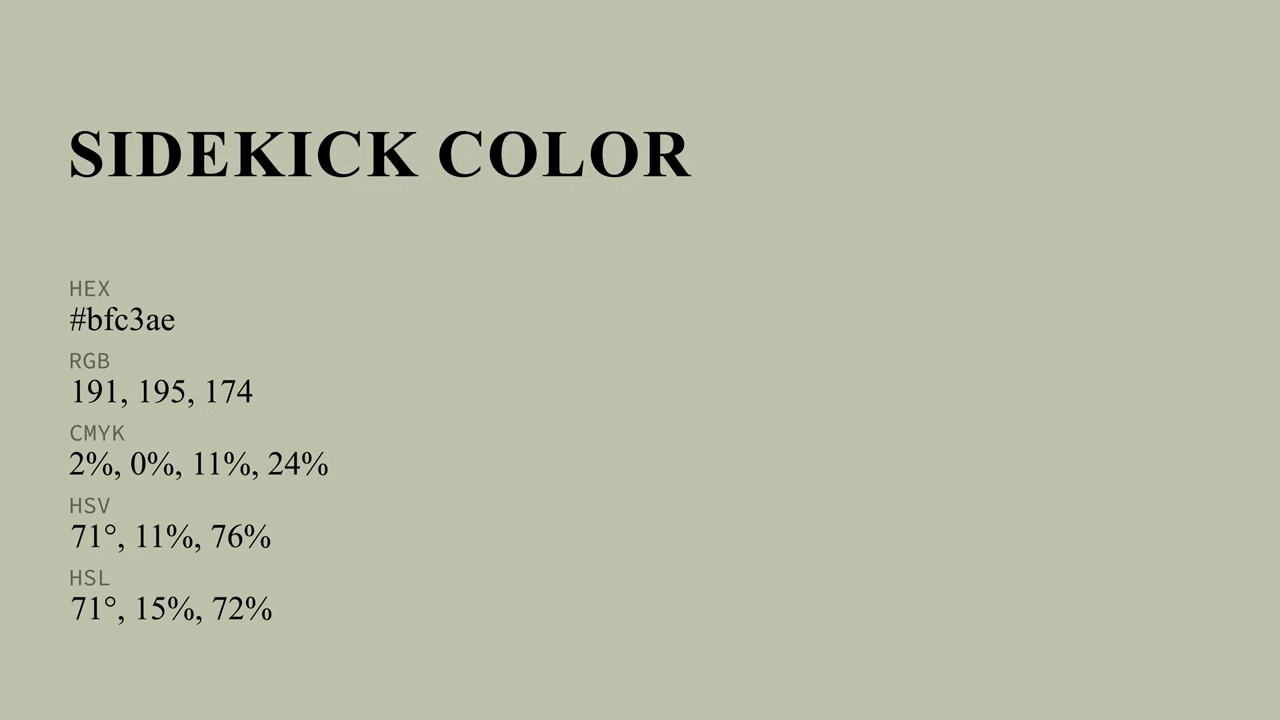 SIDEKICK COLOR
HEX
#bfc3ae
RGB
191, 195, 174
CMYK
2%, 0%, 11%, 24%
HSV
71°, 11%, 76%
HSL
71°, 15%, 72%